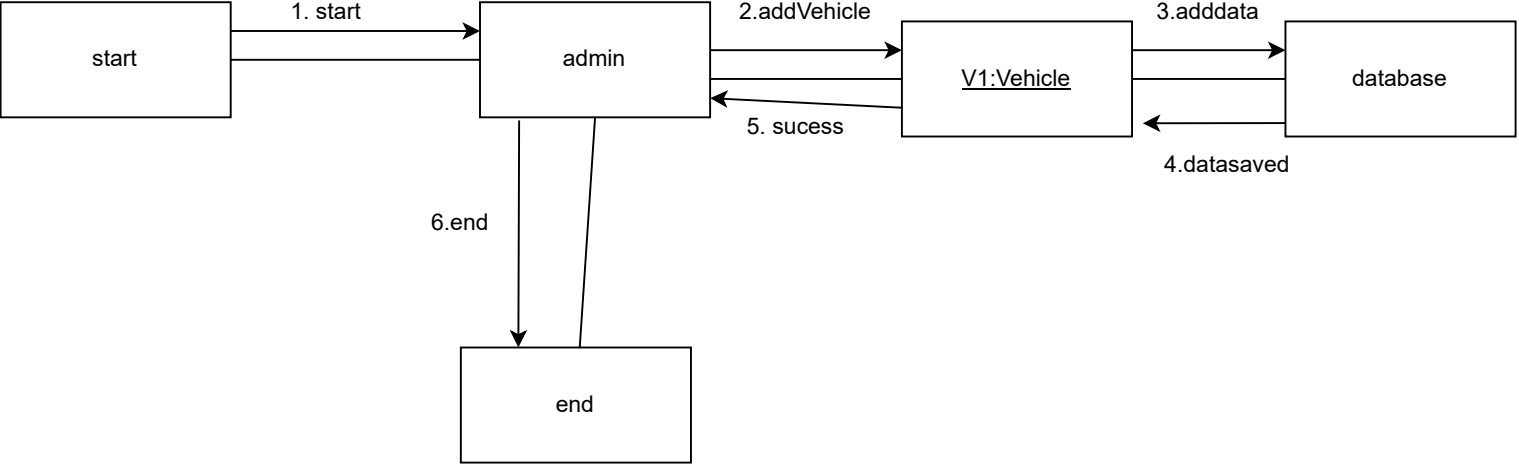 1. start
2.addVehicle
3.adddata
start
admin
V1:Vehicle
database
5. sucess
4.datasaved
6.end
end